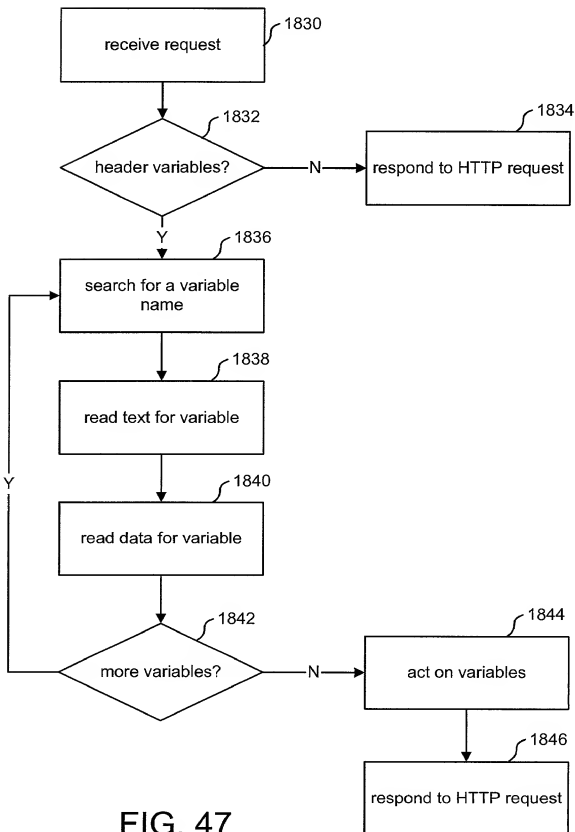 receive request
1830
1832
header variables?
N
1834
respond to HTTP request
Y
1836
search for a variable
name
1838
read text for variable
Y
1840
read data for variable
1842
more variables?
N
1844
act on variables
1846
respond to HTTP request
FIG. 47